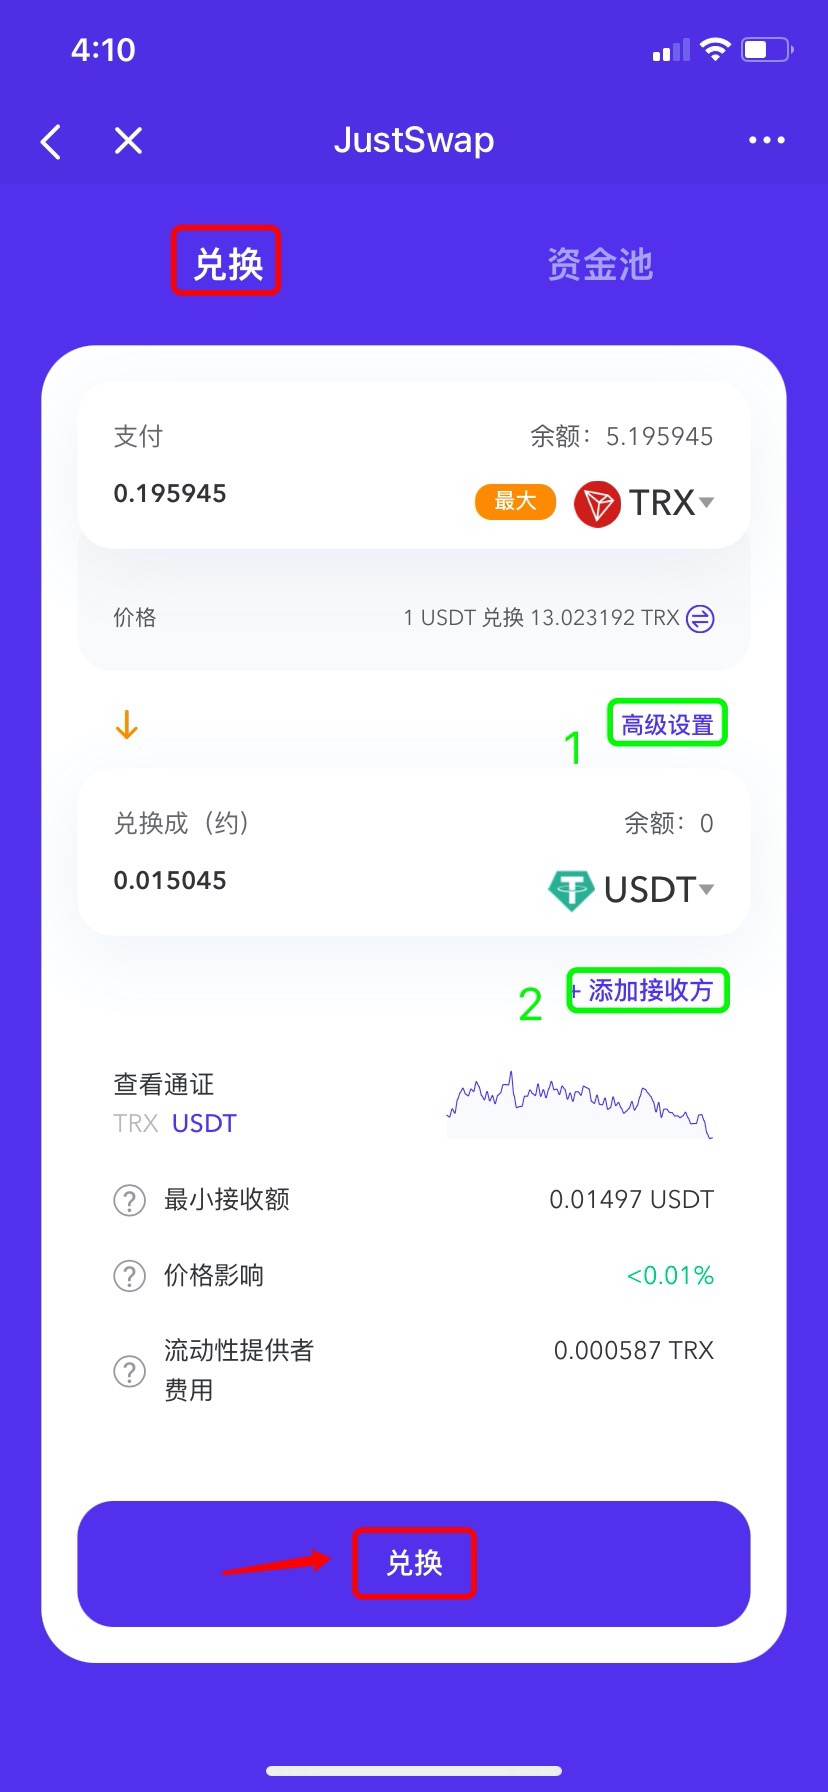 4:10
JustSwap
兑换
资金池
支付
余额：5.195945
0.195945
最大
TRX
价格
1 USDT 兑换 13.023192 TRX
1
高级设置
兑换成（约）
余额：0
0.015045
USDT
2
+ 添加接收方
查看通证
TRX USDT
最小接收额
0.01497 USDT
价格影响
<0.01%
流动性提供者
费用
0.000587 TRX
兑换